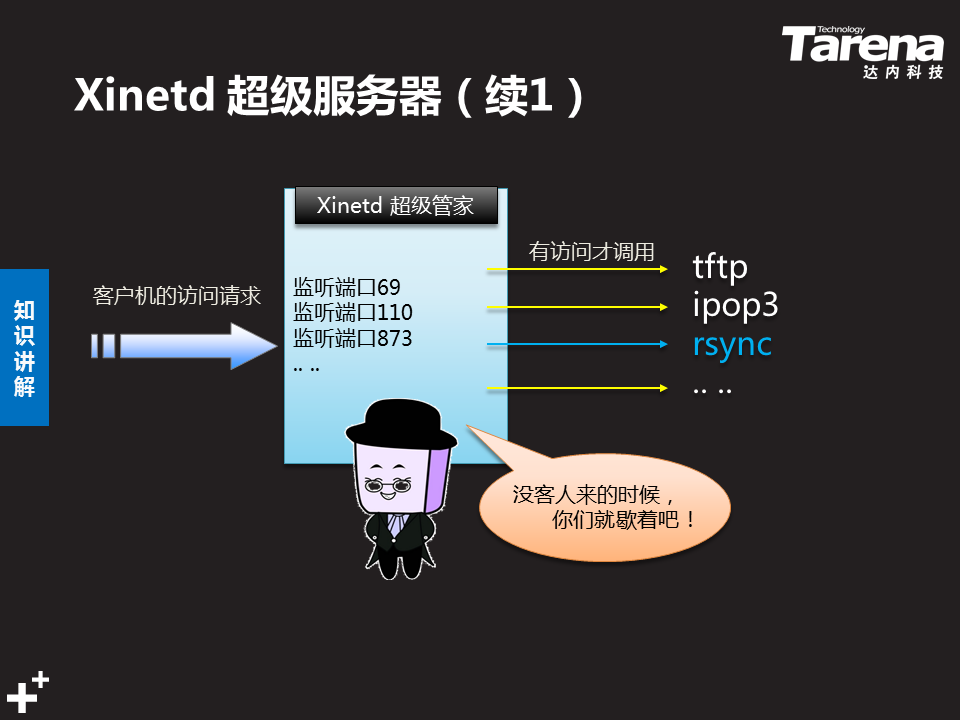 Technology
Tarena
达内科技
Xinetd 超级服务器（续1）
Xinetd 超级管家
有访问才调用
tftp
ipop3
rsync
.. ..
知识讲解
客户机的访问请求
监听端口69
监听端口110
监听端口873
.. ..
没客人来的时候，
你们就歇着吧！